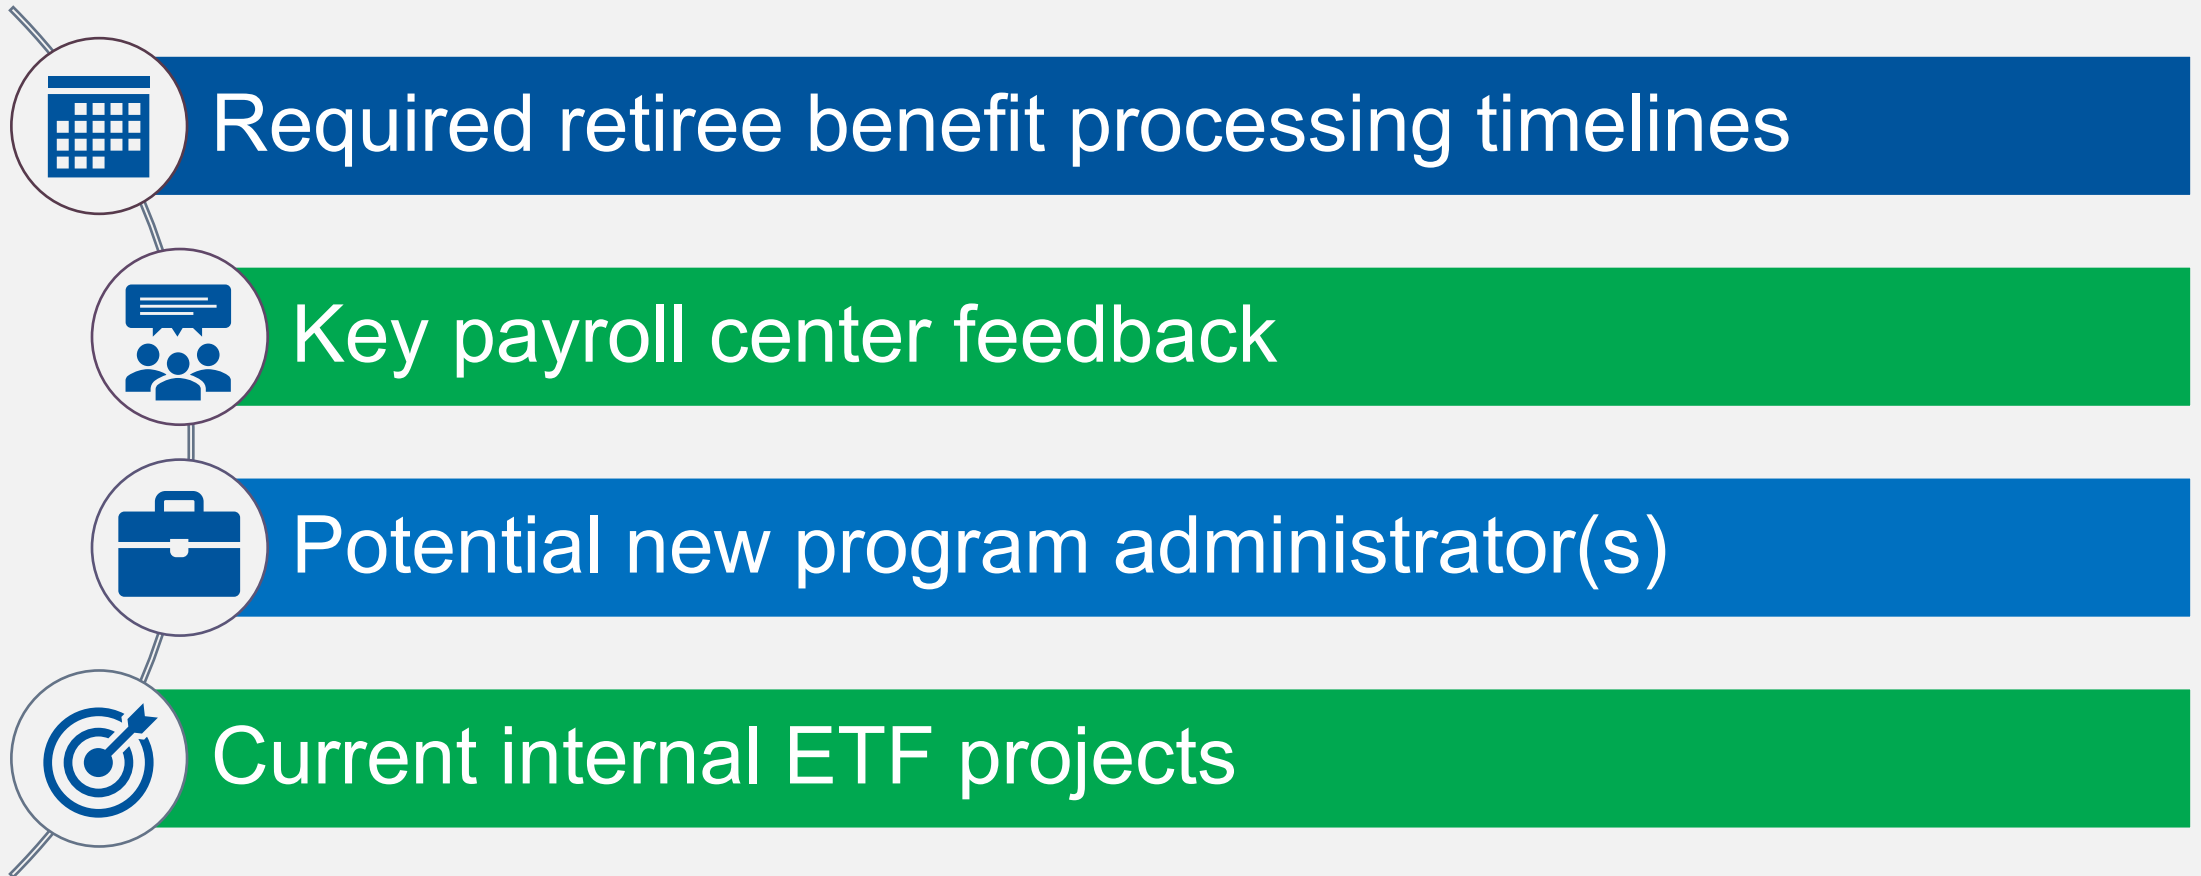 Required retiree benefit processing timelines
Key payroll center feedback
Potential new program administrator(s)
Current internal ETF projects